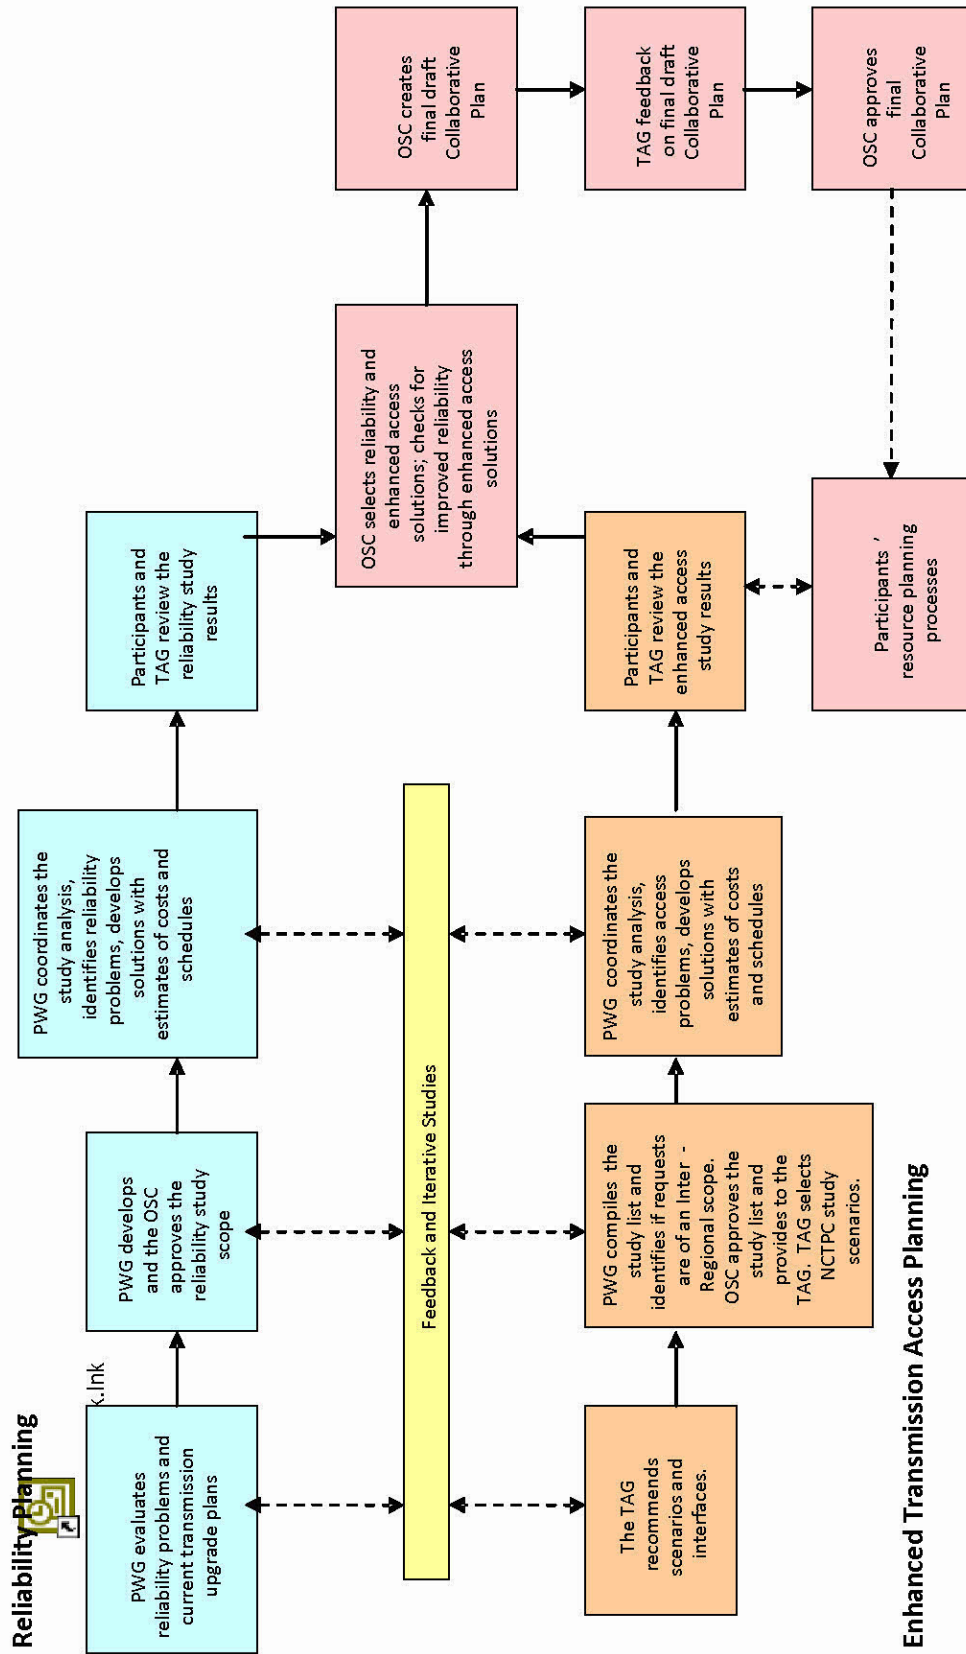 Reliability Planning
k.lnk
PWG evaluates
reliability problems and
current transmission
upgrade plans
PWG develops
and the OSC
approves the
reliability study
scope
PWG coordinates the
study analysis,
identifies reliability
problems, develops
solutions with
estimates of costs and
schedules
Participants and
TAG review the
reliability study
results
Feedback and Iterative Studies
OSC selects reliability and
enhanced access
solutions; checks for
improved reliability
through enhanced access
solutions
OSC creates
final draft
Collaborative
Plan
The TAG
recommends
scenarios and
interfaces.
PWG compiles the
study list and
identifies if requests
are of an Inter -
Regional scope.
OSC approves the
study list and
provides to the
TAG. TAG selects
NCTPC study
scenarios.
PWG coordinates the
study analysis,
identifies access
problems, develops
solutions with
estimates of costs
and schedules
Participants and
TAG review the
enhanced access
study results
TAG feedback
on final draft
Collaborative
Plan
Participants ’
resource planning
processes
OSC approves
final
Collaborative
Plan
Enhanced Transmission Access Planning